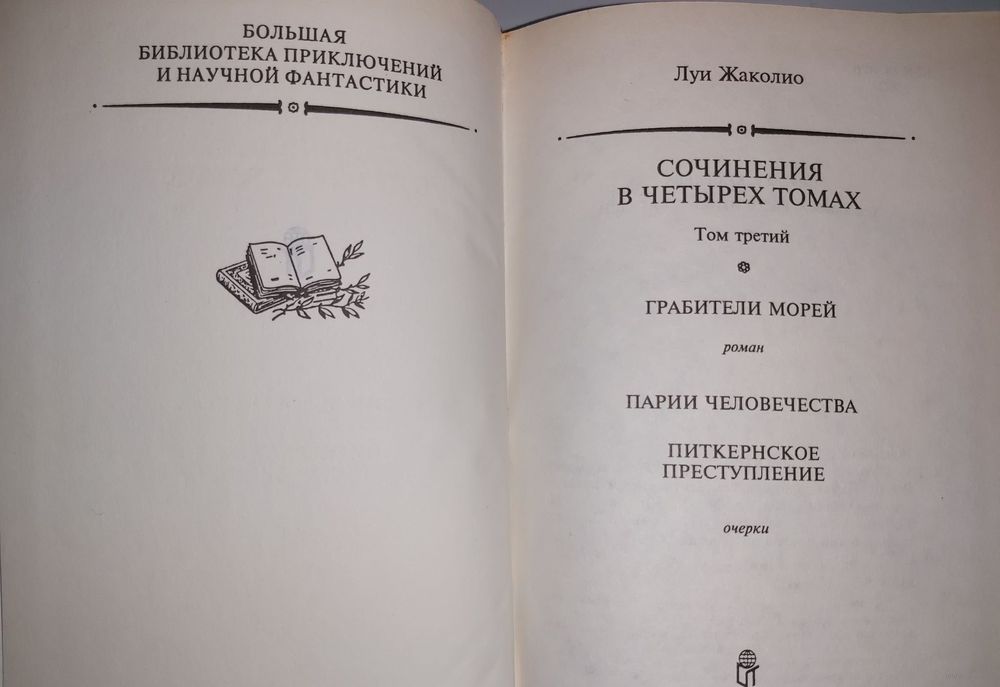 БОЛЬШАЯ
БИБЛИОТЕКА ПРИКЛЮЧЕНИЙ
И НАУЧНОЙ ФАНТАСТИКИ
Луи Жаколио
СОЧИНЕНИЯ
В ЧЕТЫРЕХ ТОМАХ
Том третий
ГРАБИТЕЛИ МОРЕЙ
роман
ПАРИИ ЧЕЛОВЕЧЕСТВА
ПИТКЕРНСКОЕ
ПРЕСТУПЛЕНИЕ
очерки